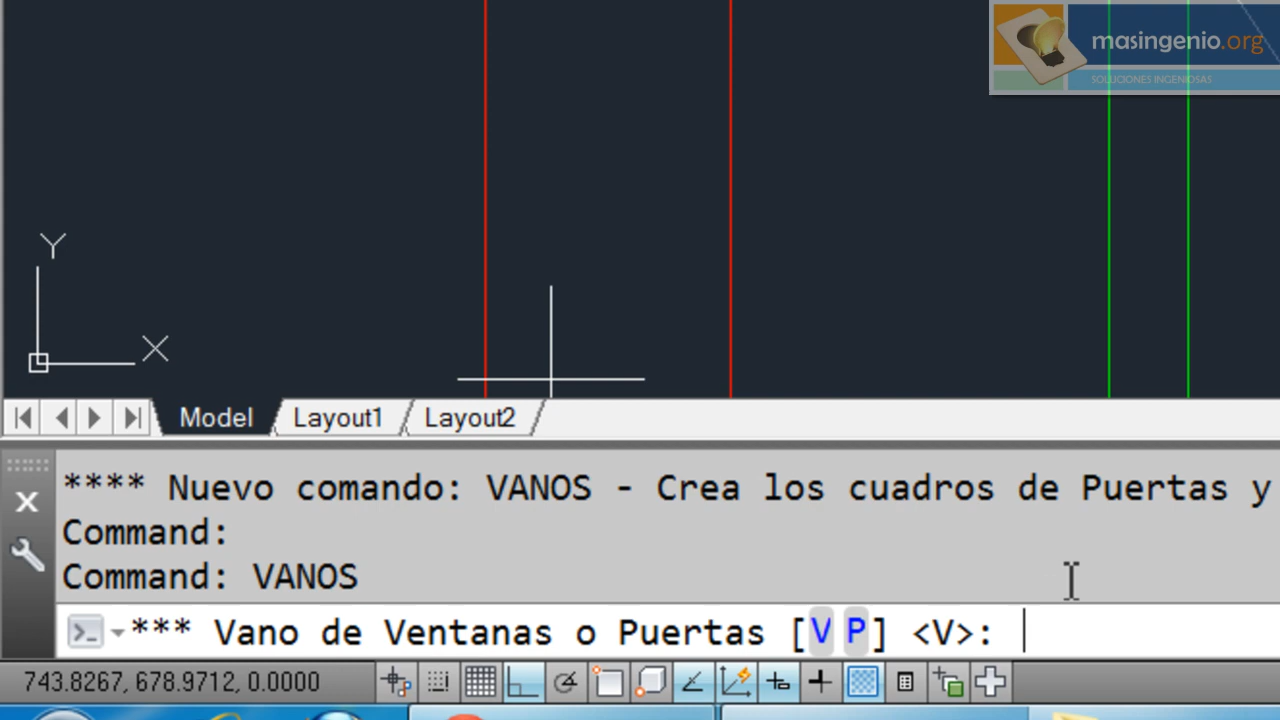 masingenio.org
SOLUCIONES INGENIOSAS
Y
X
Model Layout1 Layout2
**** Nuevo comando: VANOS - Crea los cuadros de Puertas y
Command:
Command: VANOS
*** Vano de Ventanas o Puertas [V P] <V>:
743.8267, 678.9712, 0.0000